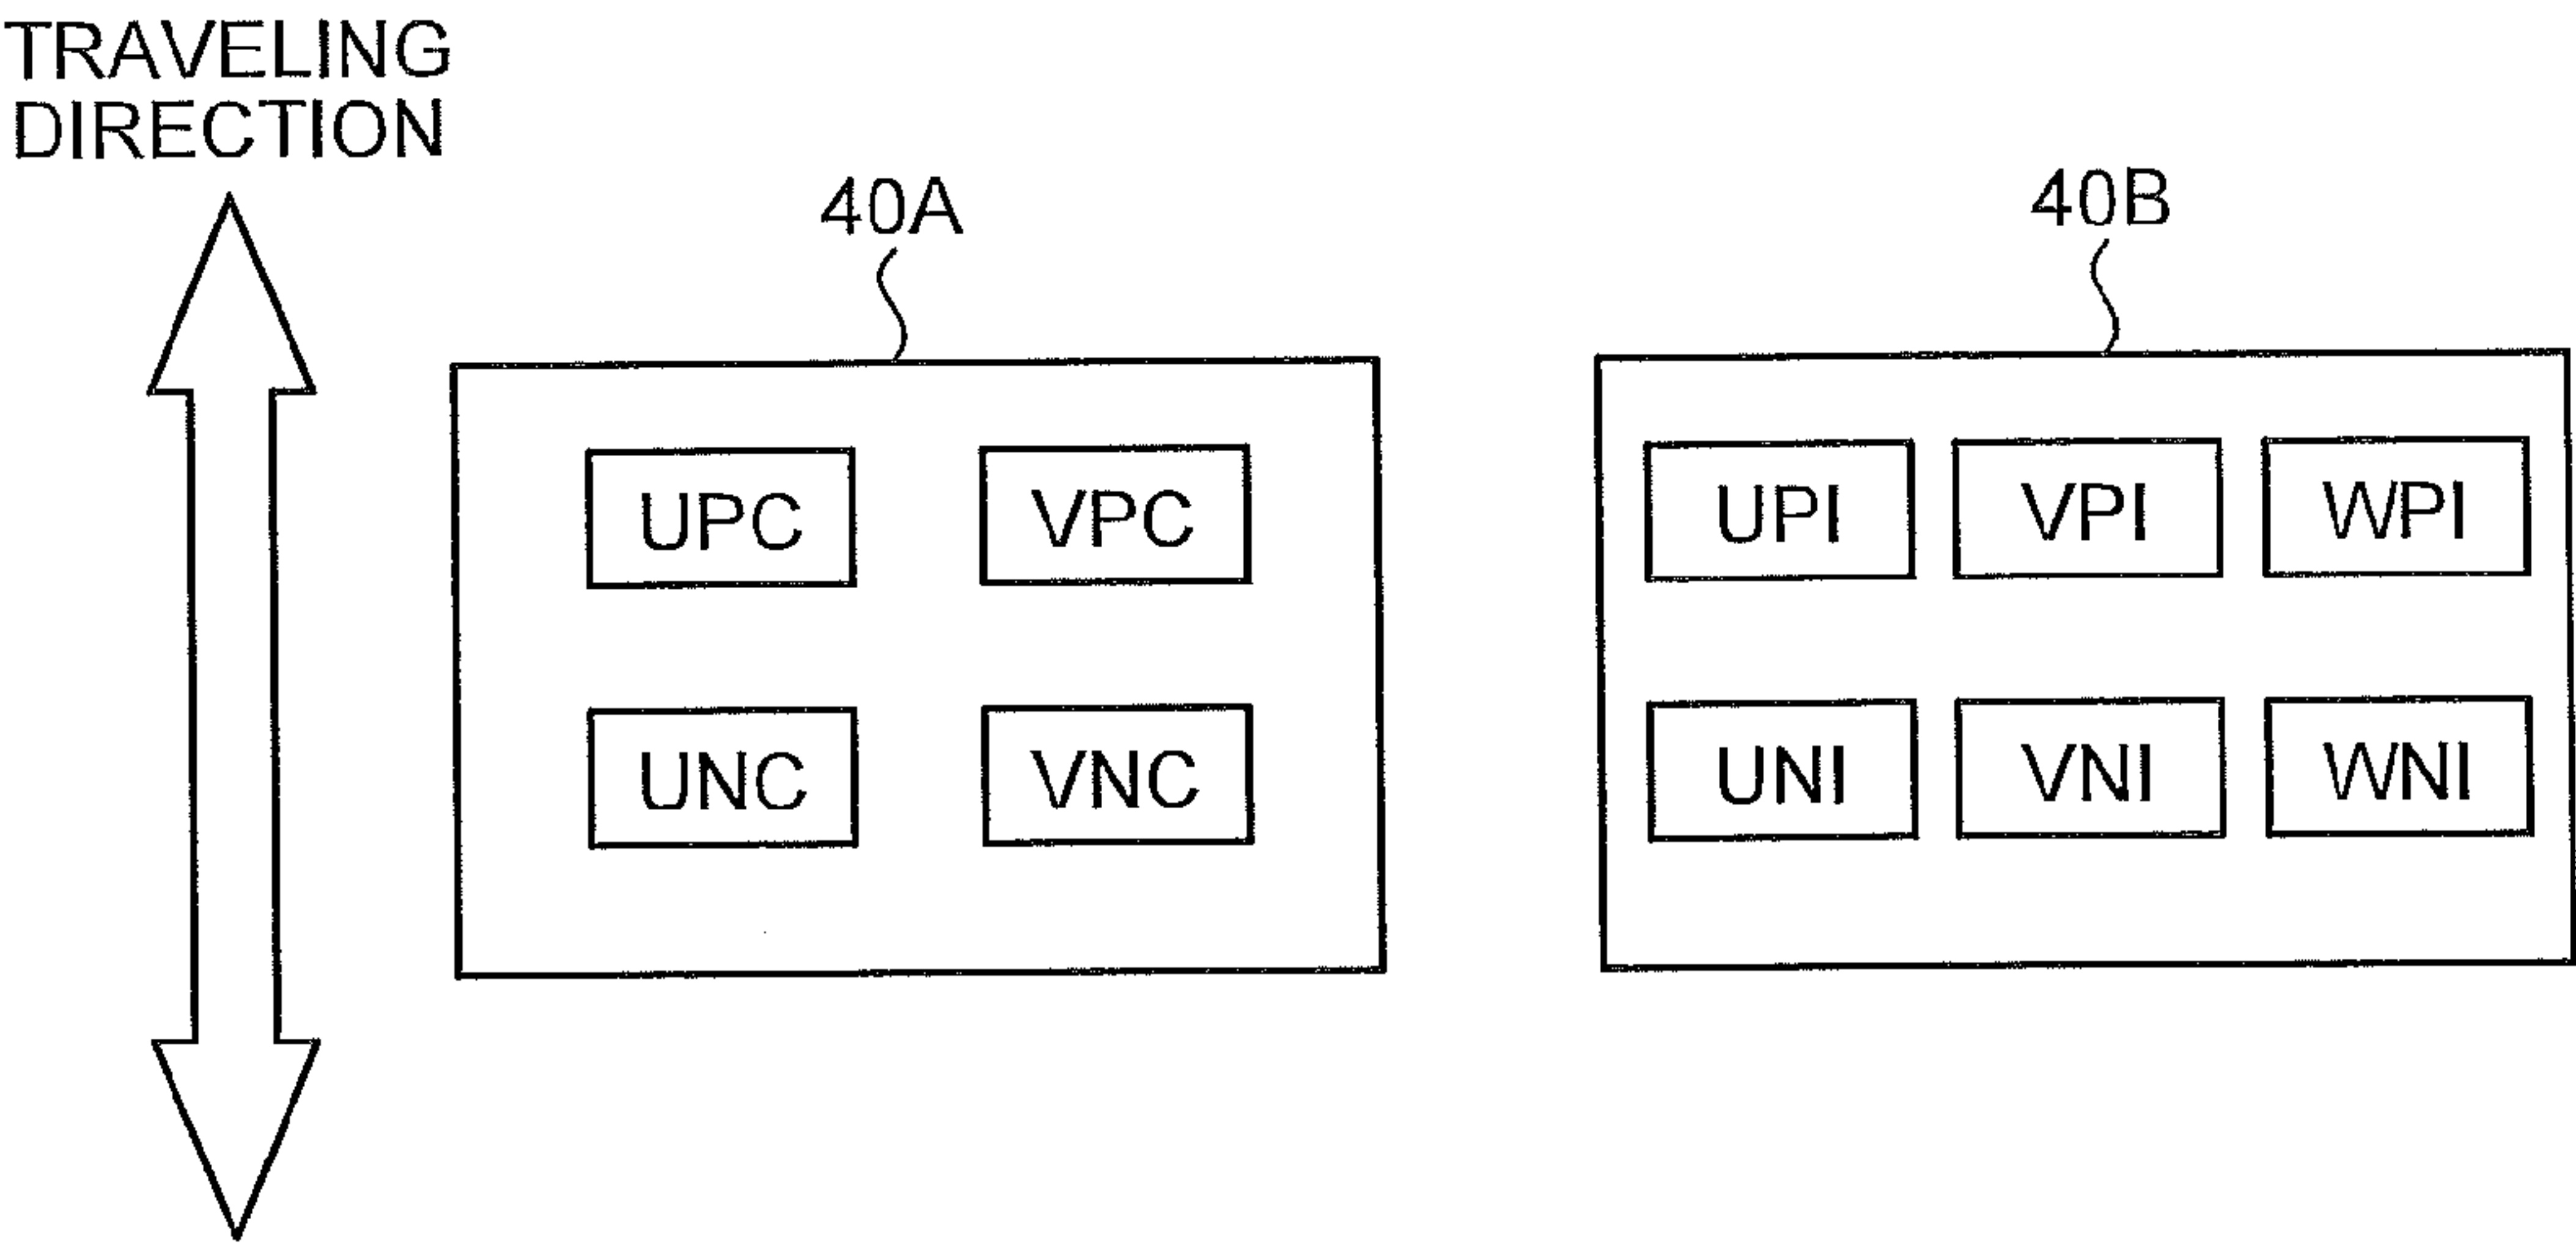 TRAVELING
DIRECTION
40A
40B
UPC VPC
UNC VNC
UPI VPI WPI
UNI VNI WNI